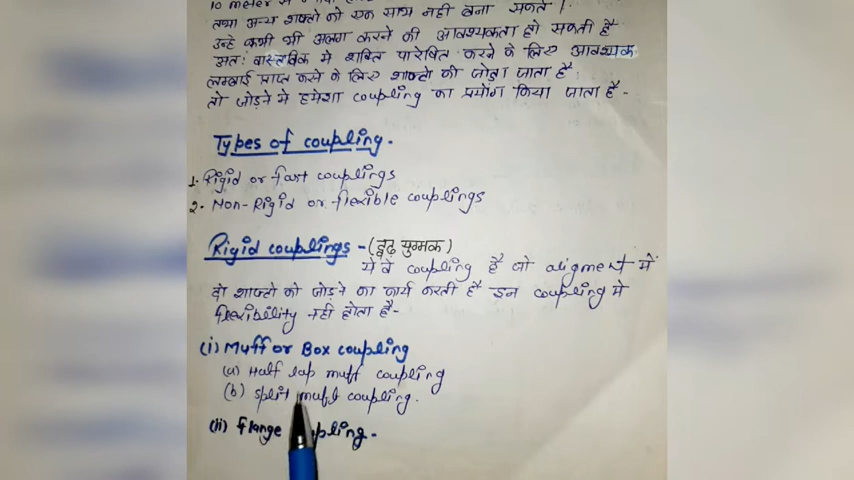 10 meter से
तथा अन्य शाफ्टो को एक साथ नही बना सकते।
उन्हे कभी भी अलग करने की आवश्यकता हो सकती है
अतः वास्तविक मे शक्ति पारेषित करने के लिए आवश्यक
लम्बाई प्राप्त करने के लिए शाफ्टो को जोडा जाता है
तो जोडने मे हमेशा coupling का प्रयोग किया जाता है -
Types of coupling.
1. Rigid or fast couplings
2. Non-Rigid or flexible couplings
Rigid couplings - (दृढ़ युग्मक)
ये वे coupling है जो aligment में
दो शाफ्टो को जोडने का कार्य करती है इन coupling मे
flexibility नही होता है -
(i) Muff or Box coupling
(a) Half lap muff coupling
(b) split muff coupling.
(ii) flange coupling.